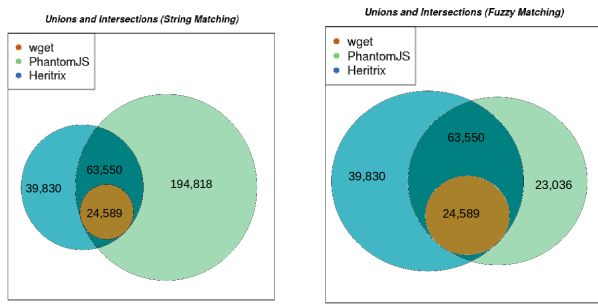 Unions and Intersections (String Matching)
wget
PhantomJS
Heritrix
39,830
63,550
194,818
24,589
Unions and Intersections (Fuzzy Matching)
wget
PhantomJS
Heritrix
63,550
39,830
23,036
24,589